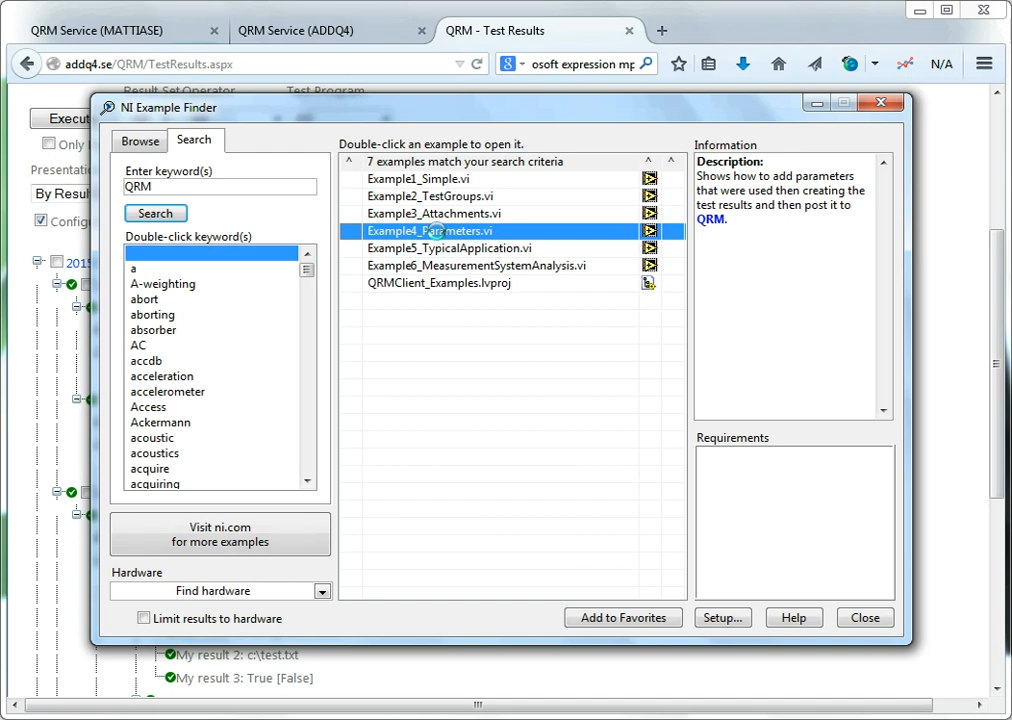 QRM Service (MATTIASE)
QRM Service (ADDQ4)
QRM - Test Results
addq4.se/QRM/TestResults.aspx
osoft expression mp
N/A
Result Set Operator
Test Program
NI Example Finder
Execut
Only
Presentatio
By Resul
Config
2015
Browse
Search
Enter keyword(s)
QRM
Search
Double-click keyword(s)
a
A-weighting
abort
aborting
absorber
AC
accdb
acceleration
accelerometer
Access
Ackermann
acoustic
acoustics
acquire
acquiring
Visit ni.com
for more examples
Hardware
Find hardware
Limit results to hardware
Double-click an example to open it.
7 examples match your search criteria
Example1_Simple.vi
Example2_TestGroups.vi
Example3_Attachments.vi
Example4_Parameters.vi
Example5_TypicalApplication.vi
Example6_MeasurementSystemAnalysis.vi
QRMClient_Examples.lvproj
Information
Description:
Shows how to add parameters
that were used then creating the
test results and then post it to
QRM.
Requirements
Add to Favorites
Setup...
Help
Close
My result 2: c:\test.txt
My result 3: True [False]